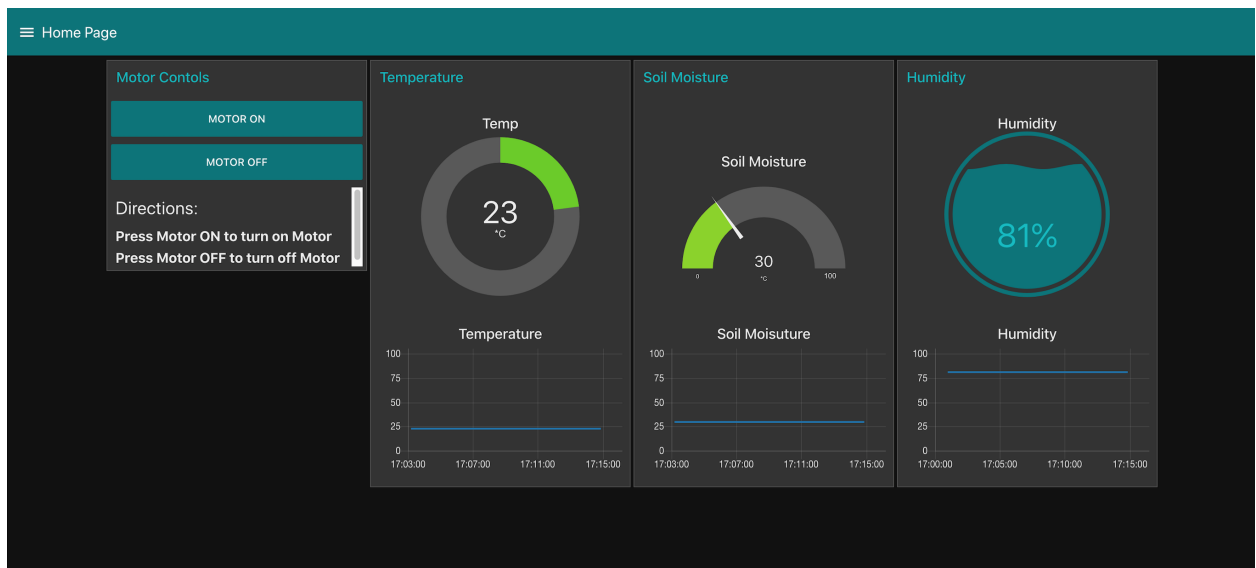 Home Page
Motor Contols
MOTOR ON
MOTOR OFF
Directions:
Press Motor ON to turn on Motor
Press Motor OFF to turn off Motor
Temperature
Temp
23
°C
Temperature
100
75
50
25
0
17:03:00 17:07:00 17:11:00 17:15:00
Soil Moisture
Soil Moisture
30
0 °C 100
Soil Moisuture
100
75
50
25
0
17:03:00 17:07:00 17:11:00 17:15:00
Humidity
Humidity
81%
Humidity
100
75
50
25
0
17:00:00 17:05:00 17:10:00 17:15:00